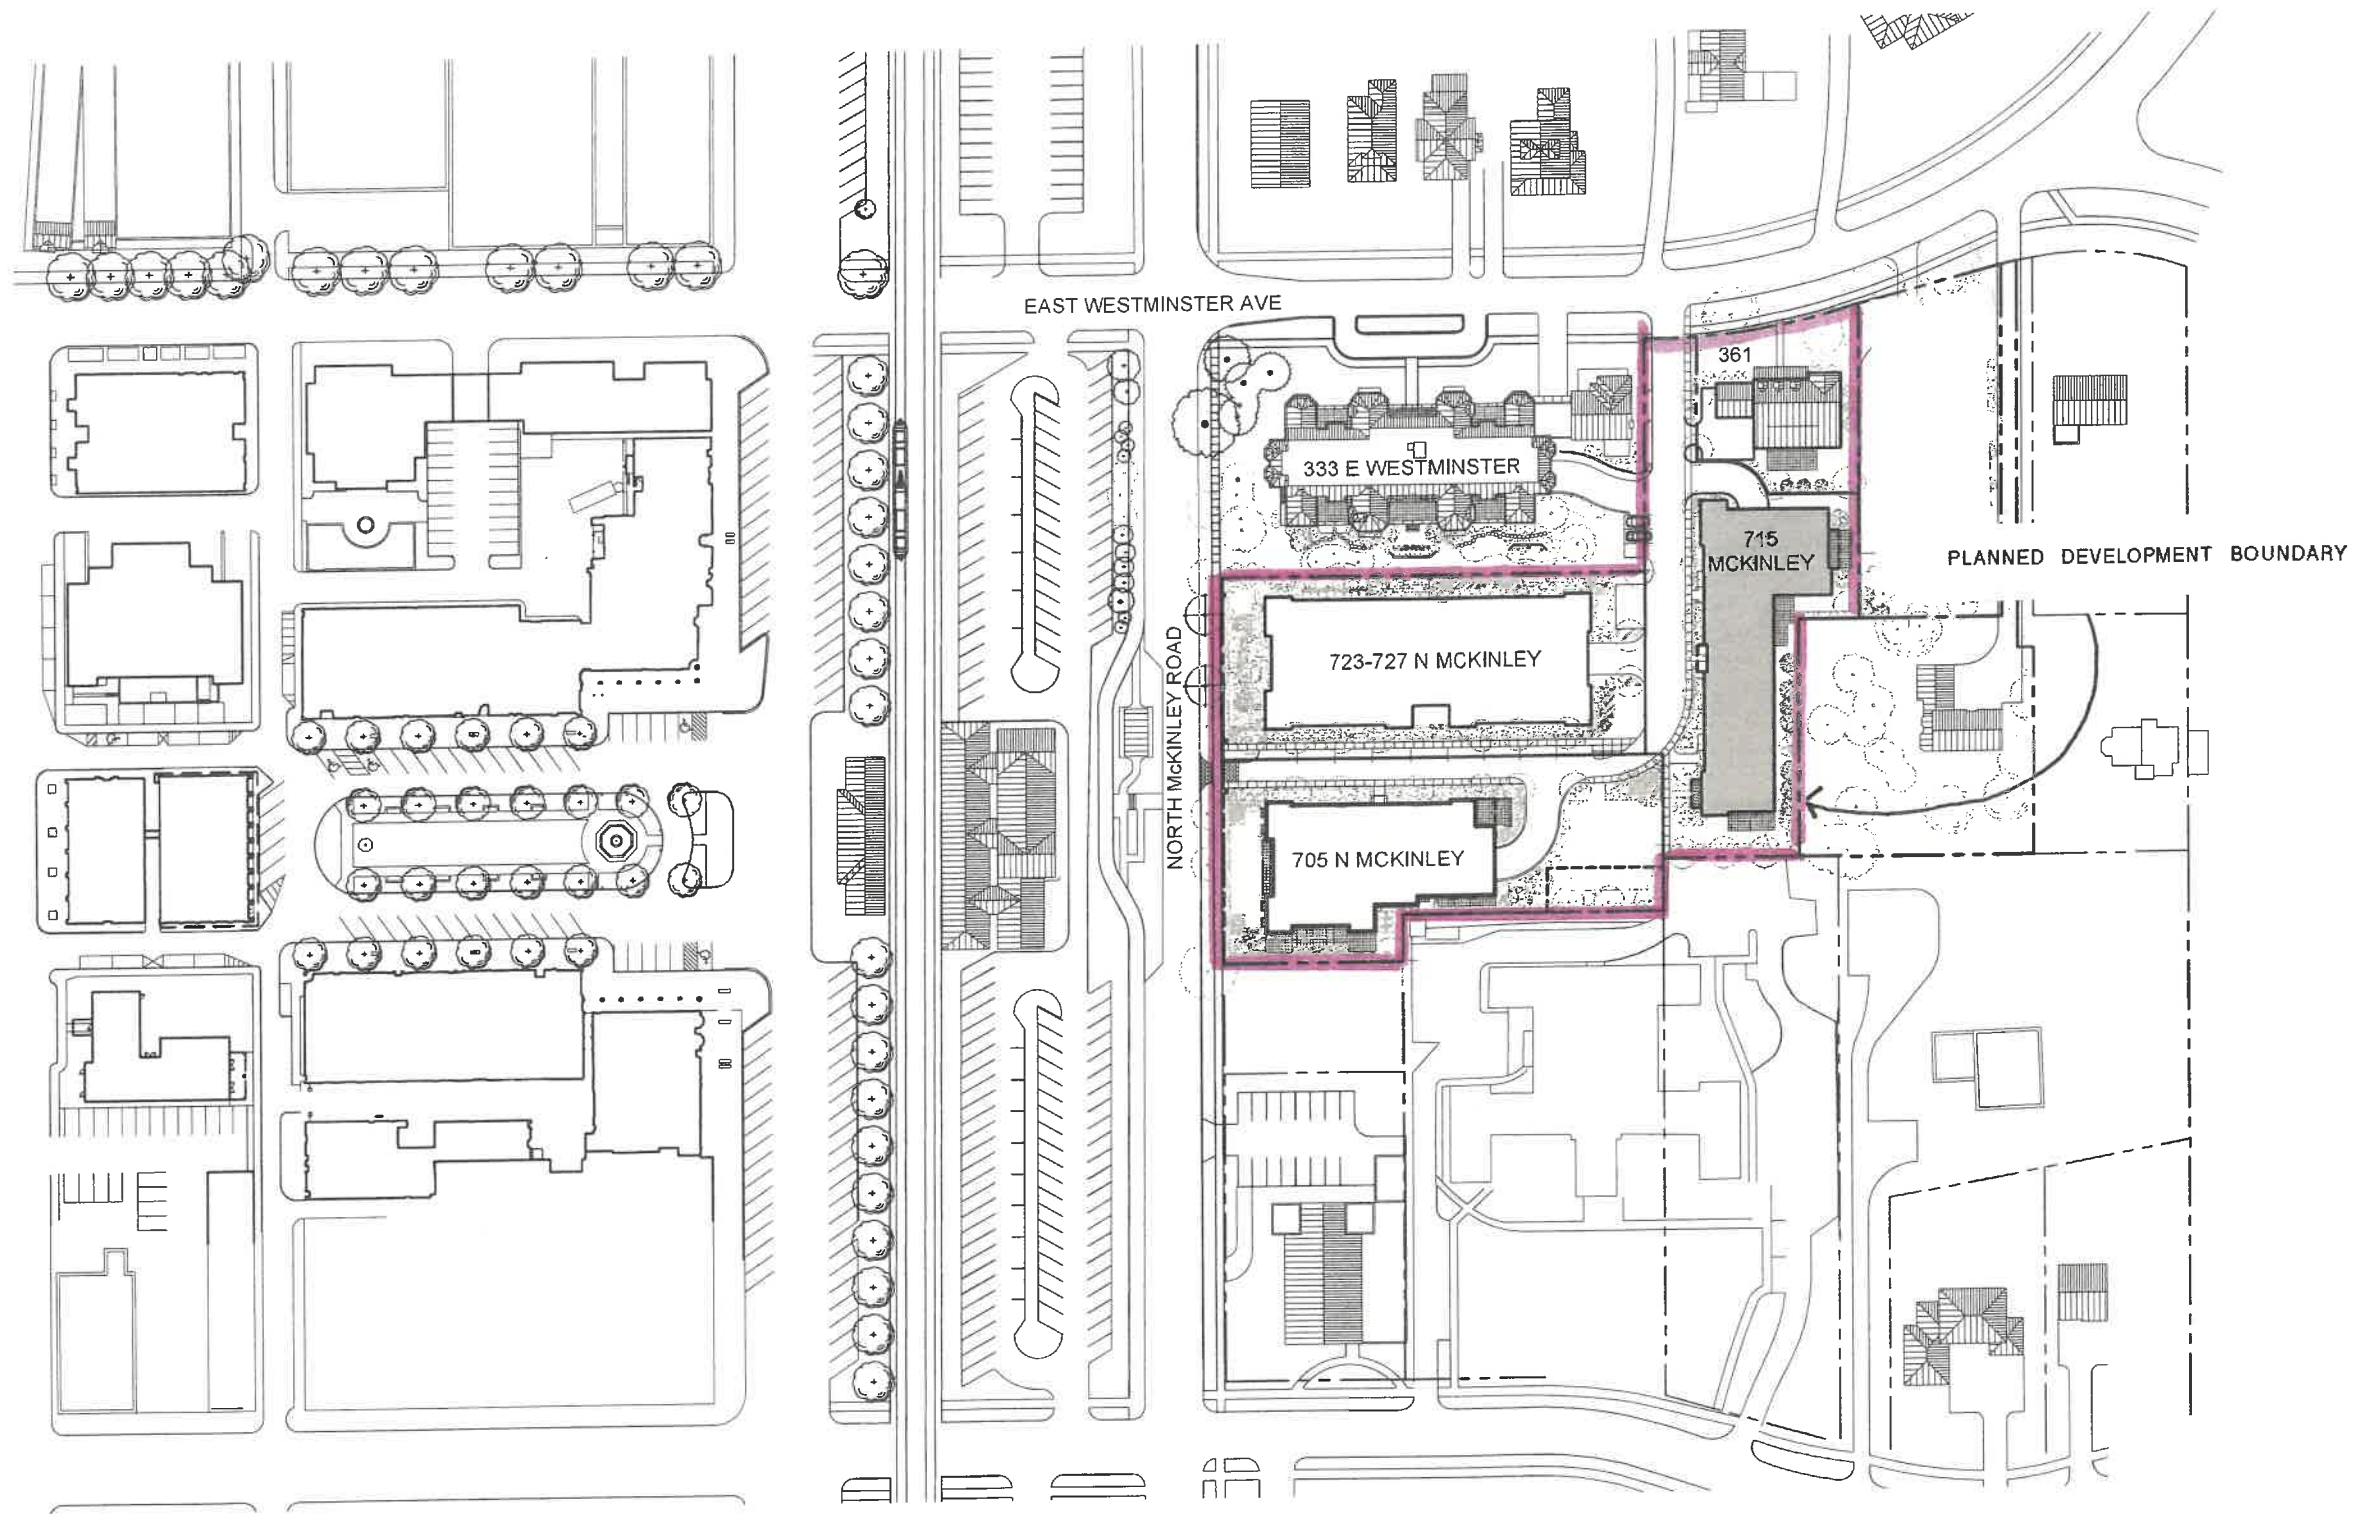 EAST WESTMINSTER AVE
361
333 E WESTMINSTER
715
MCKINLEY
PLANNED DEVELOPMENT BOUNDARY
723-727 N MCKINLEY
NORTH McKINLEY ROAD
705 N MCKINLEY